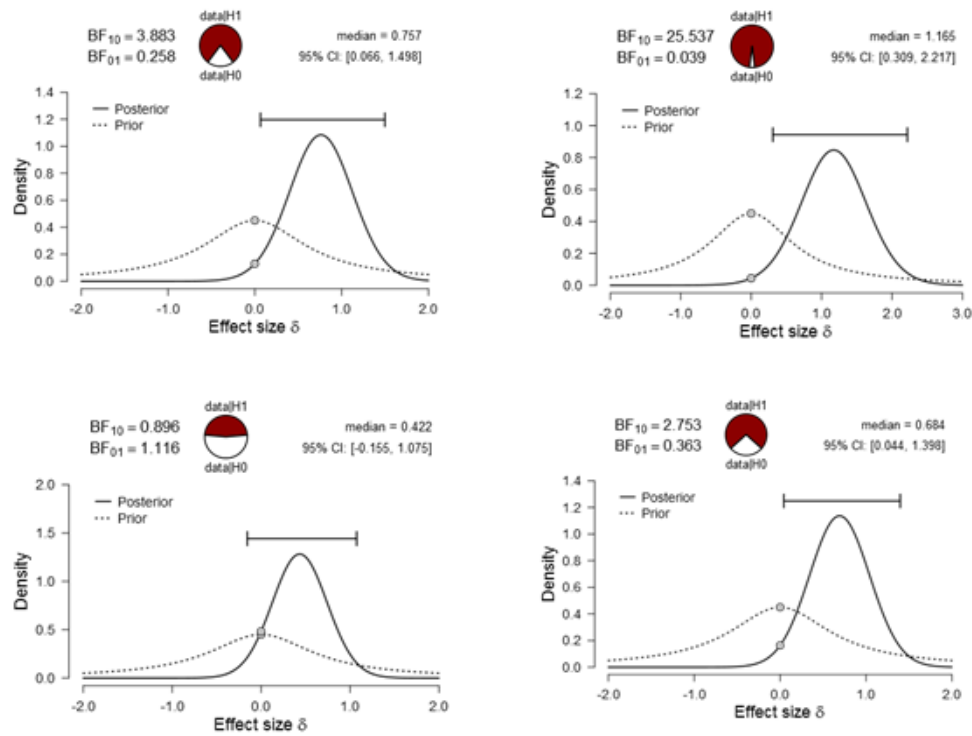 data|H1
BF10 = 3.883
median = 0.757
BF01 = 0.258
95% CI: [0.066, 1.498]
data|H0
1.4
1.2
1.0
0.8
0.6
0.4
0.2
0.0
Density
Posterior
Prior
-2.0 -1.0 0.0 1.0 2.0
Effect size δ
data|H1
BF10 = 25.537
median = 1.165
BF01 = 0.039
95% CI: [0.309, 2.217]
data|H0
1.2
1.0
0.8
0.6
0.4
0.2
0.0
Density
Posterior
Prior
-2.0 -1.0 0.0 1.0 2.0 3.0
Effect size δ
data|H1
BF10 = 0.896
median = 0.422
BF01 = 1.116
95% CI: [-0.155, 1.075]
data|H0
2.0
1.5
1.0
0.5
0.0
Density
Posterior
Prior
-2.0 -1.0 0.0 1.0 2.0
Effect size δ
data|H1
BF10 = 2.753
median = 0.684
BF01 = 0.363
95% CI: [0.044, 1.398]
data|H0
1.4
1.2
1.0
0.8
0.6
0.4
0.2
0.0
Density
Posterior
Prior
-2.0 -1.0 0.0 1.0 2.0
Effect size δ